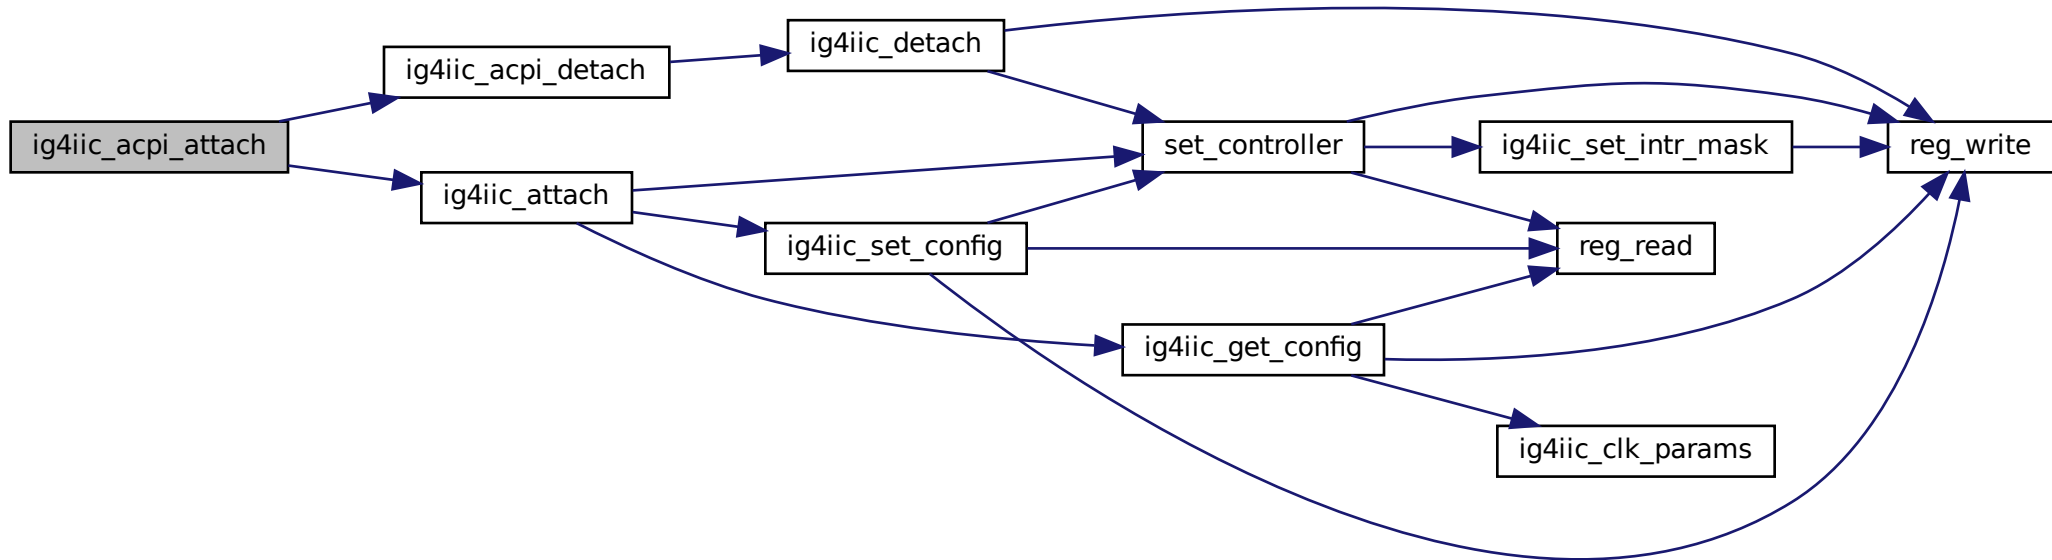 ig4iic_acpi_attach
ig4iic_acpi_detach
ig4iic_detach
ig4iic_attach
set_controller
ig4iic_set_intr_mask
reg_write
ig4iic_set_config
reg_read
ig4iic_get_config
ig4iic_clk_params